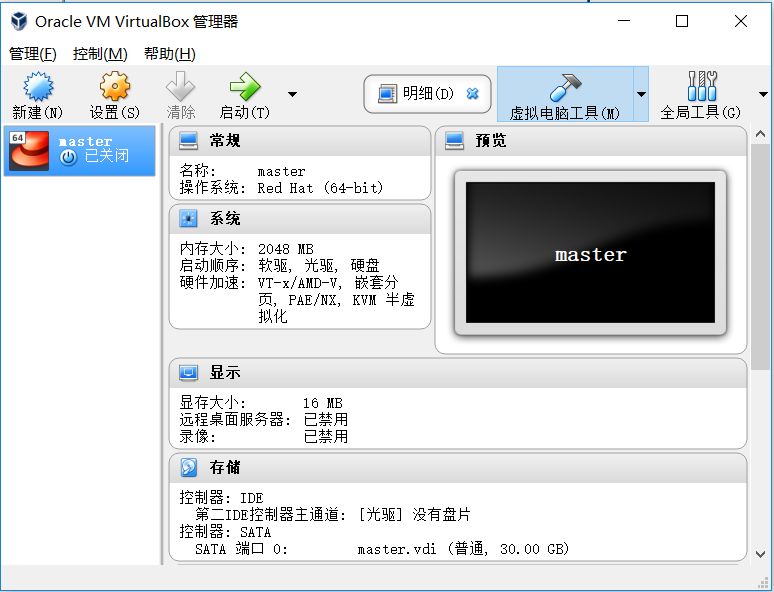 Oracle VM VirtualBox 管理器
管理(F) 控制(M) 帮助(H)
新建(N) 设置(S) 清除 启动(T) 明细(D) 虚拟电脑工具(M) 全局工具(G)
64 master
已关闭
常规
名称: master
操作系统: Red Hat (64-bit)
预览
master
系统
内存大小: 2048 MB
启动顺序: 软驱, 光驱, 硬盘
硬件加速: VT-x/AMD-V, 嵌套分
页, PAE/NX, KVM 半虚
拟化
显示
显存大小: 16 MB
远程桌面服务器: 已禁用
录像: 已禁用
存储
控制器: IDE
第二IDE控制器主通道: [光驱] 没有盘片
控制器: SATA
SATA 端口 0: master.vdi (普通, 30.00 GB)